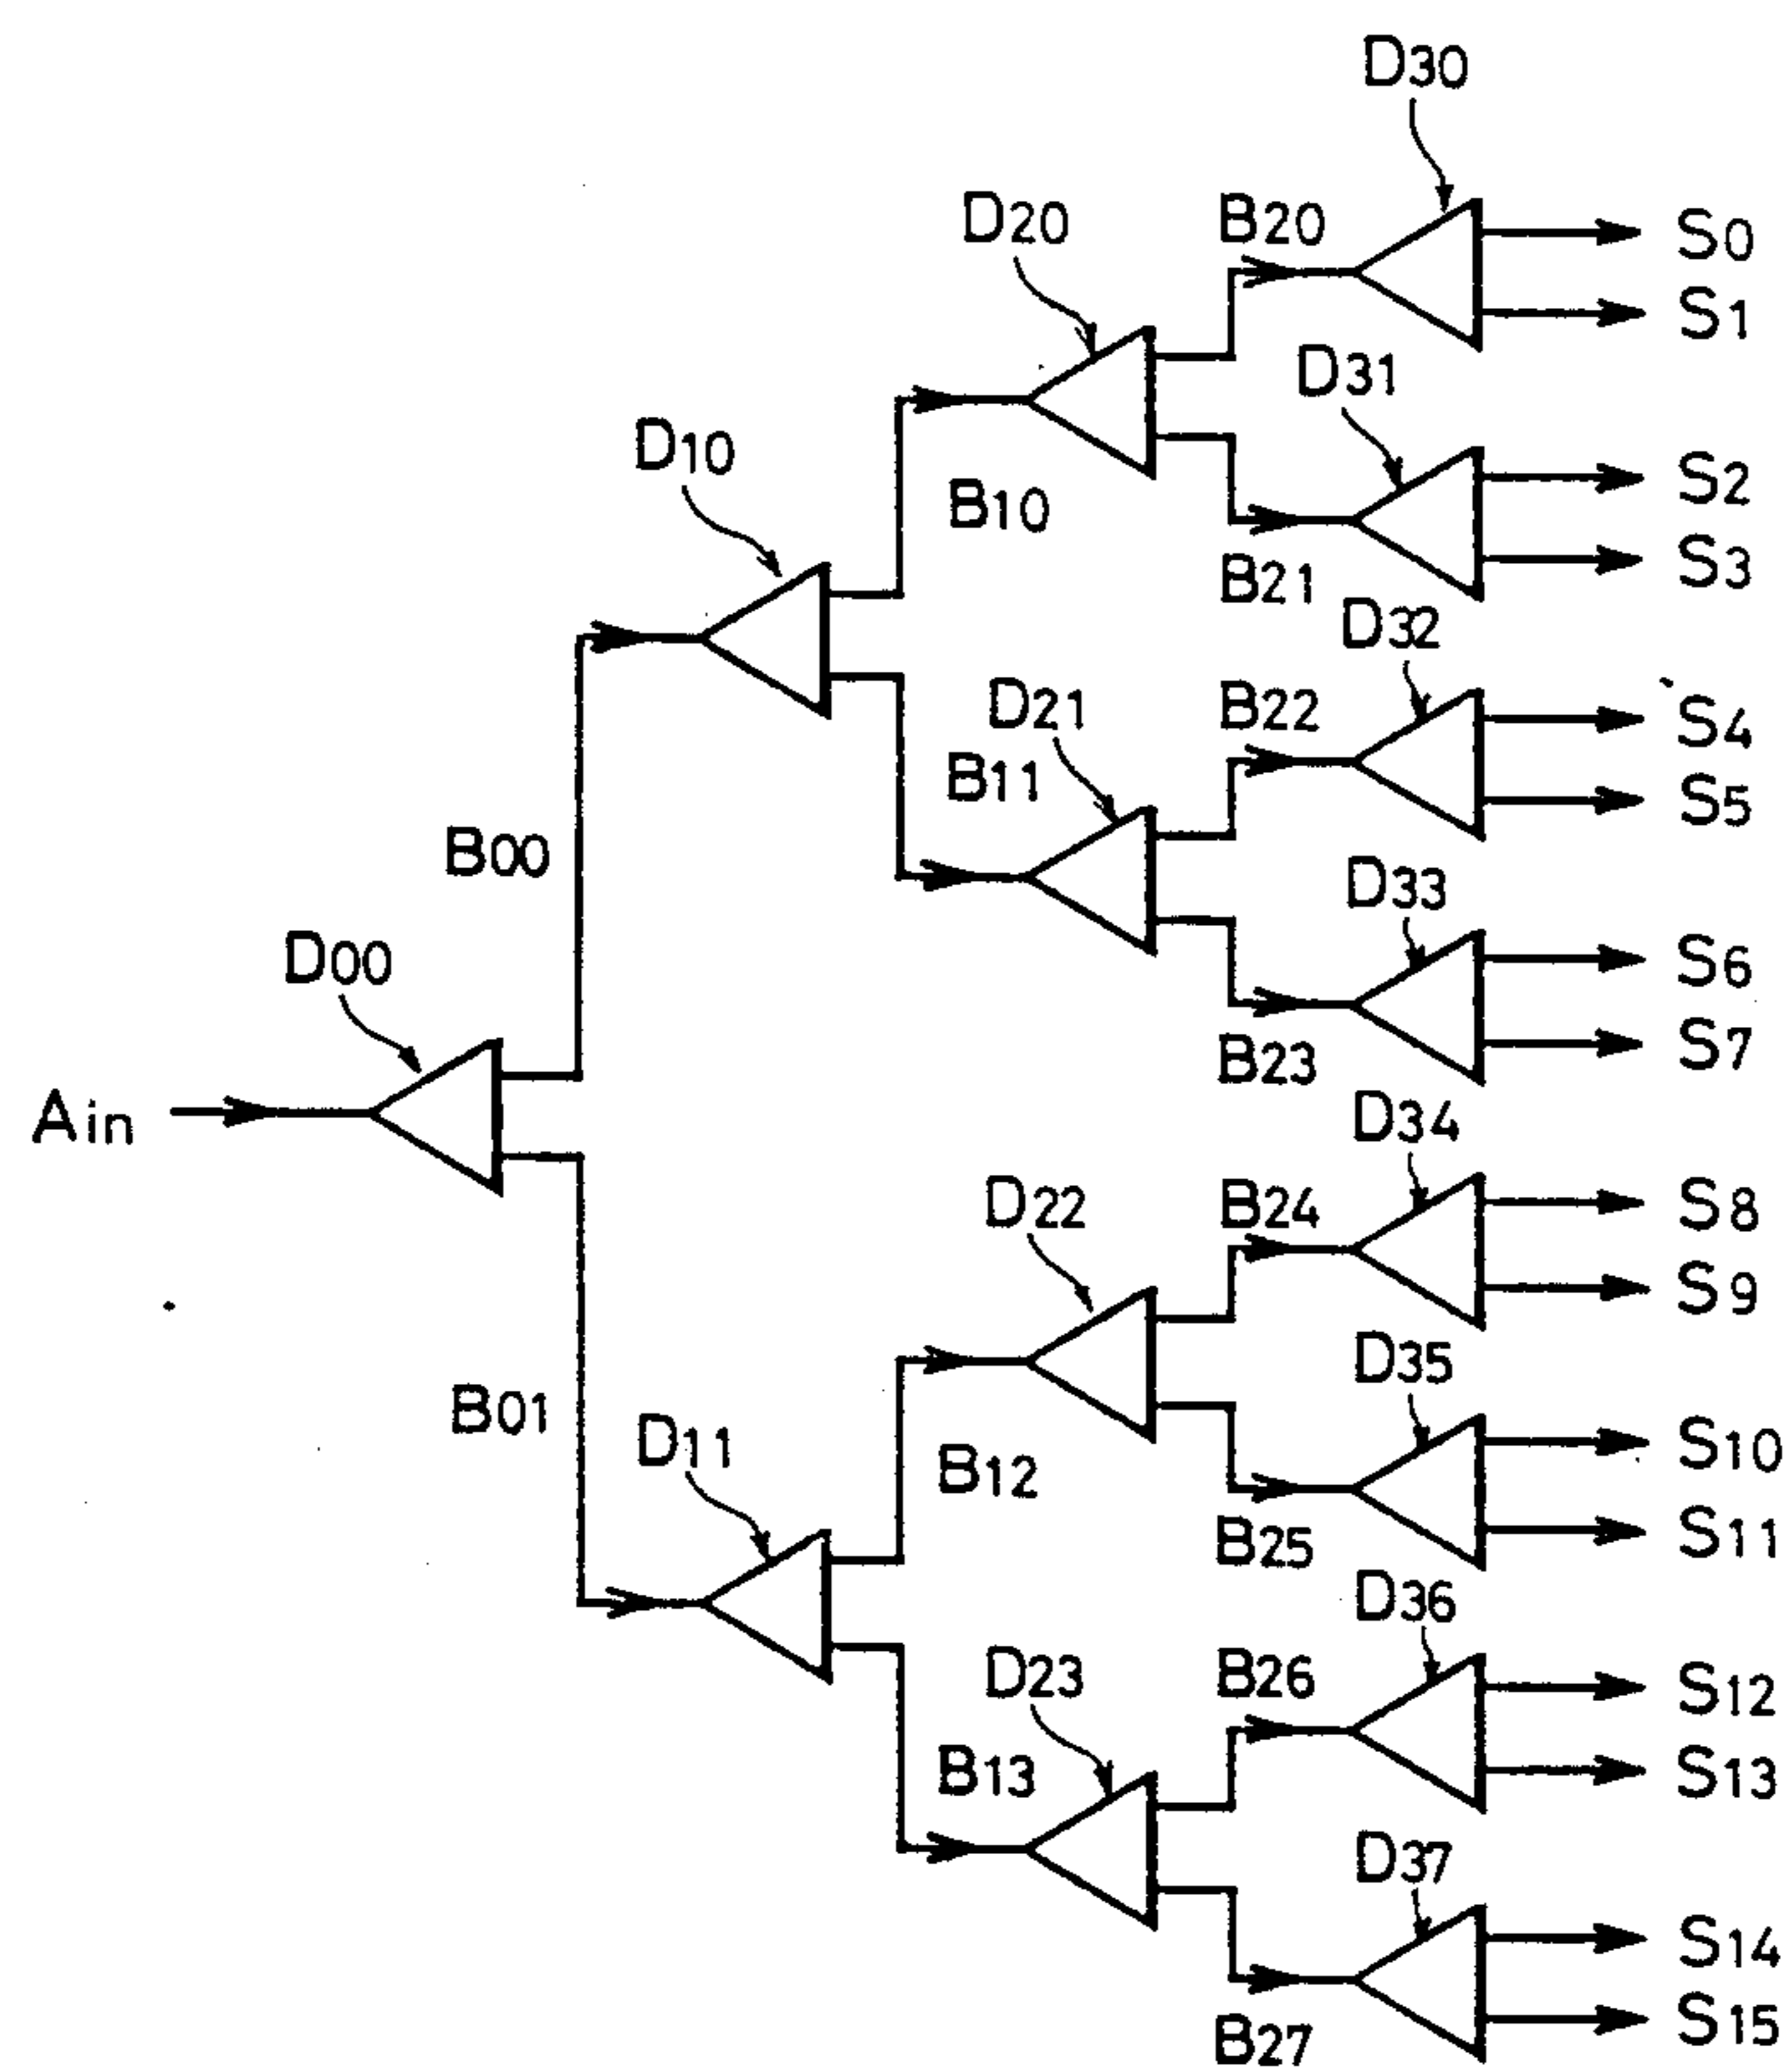 D30
D20 B20 S0
S1
D31
D10 S2
B10
B21 S3
D32
D21 B22 S4
B11
S5
B00
D33
D00 S6
B23 S7
Ain D34
D22 B24 S8
S9
D35
B01 D11 S10
B12
B25 S11
D36
D23 B26 S12
B13 S13
D37
S14
B27 S15